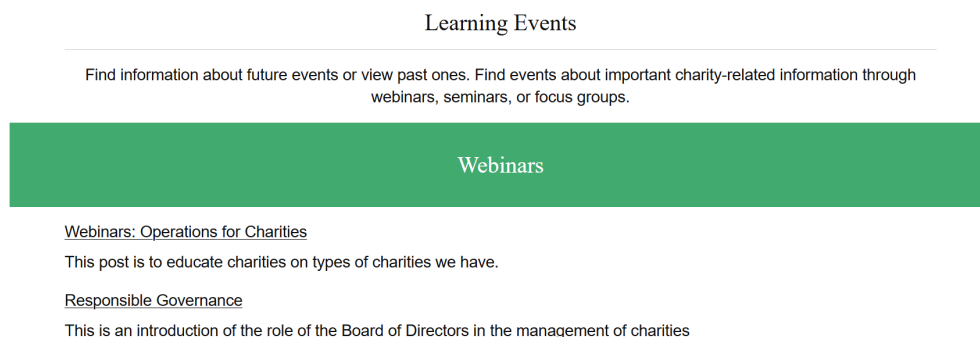 Learning Events
Find information about future events or view past ones. Find events about important charity-related information through
webinars, seminars, or focus groups.
Webinars
Webinars: Operations for Charities
This post is to educate charities on types of charities we have.
Responsible Governance
This is an introduction of the role of the Board of Directors in the management of charities